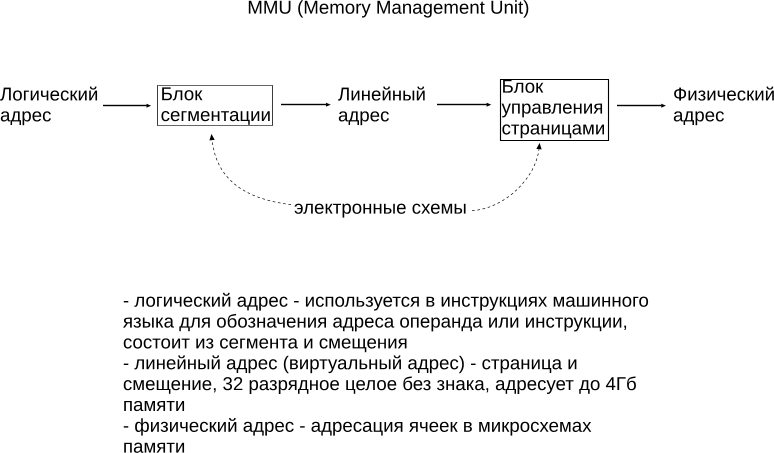 MMU (Memory Management Unit)
Логический
адрес
Блок
сегментации
Линейный
адрес
Блок
управления
страницами
Физический
адрес
электронные схемы
- логический адрес - используется в инструкциях машинного
языка для обозначения адреса операнда или инструкции,
состоит из сегмента и смещения
- линейный адрес (виртуальный адрес) - страница и
смещение, 32 разрядное целое без знака, адресует до 4Гб
памяти
- физический адрес - адресация ячеек в микросхемах
памяти